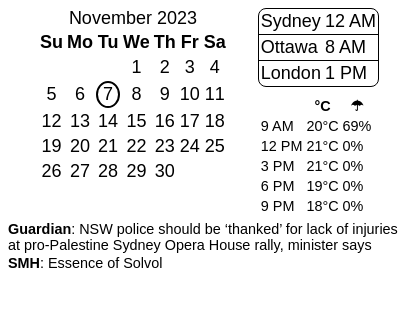 November 2023
Su Mo Tu We Th Fr Sa
1 2 3 4
5 6 7 8 9 10 11
12 13 14 15 16 17 18
19 20 21 22 23 24 25
26 27 28 29 30
Sydney 12 AM
Ottawa 8 AM
London 1 PM
°C ☂
9 AM 20°C 69%
12 PM 21°C 0%
3 PM 21°C 0%
6 PM 19°C 0%
9 PM 18°C 0%
Guardian: NSW police should be ‘thanked’ for lack of injuries
at pro-Palestine Sydney Opera House rally, minister says
SMH: Essence of Solvol